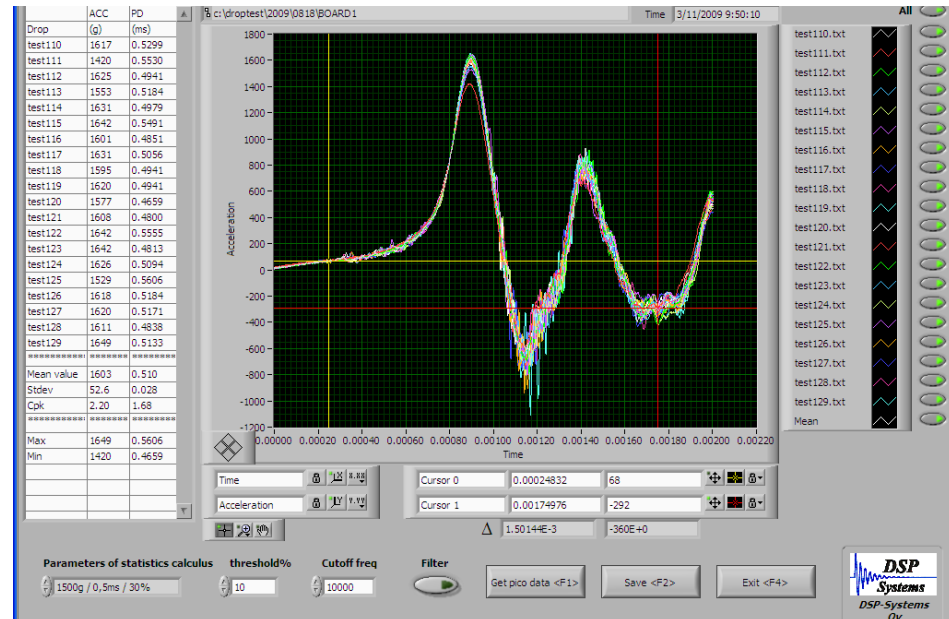 ACC PD
Drop (g) (ms)
test110 1617 0.5299
test111 1420 0.5530
test112 1625 0.4941
test113 1553 0.5184
test114 1631 0.4979
test115 1642 0.5491
test116 1601 0.4851
test117 1631 0.5056
test118 1595 0.4941
test119 1620 0.4941
test120 1577 0.4659
test121 1608 0.4800
test122 1642 0.5555
test123 1642 0.4813
test124 1626 0.5094
test125 1529 0.5606
test126 1618 0.5184
test127 1620 0.5171
test128 1611 0.4838
test129 1649 0.5133
Mean value 1603 0.510
Stdev 52.6 0.028
Cpk 2.20 1.68
Max 1649 0.5606
Min 1420 0.4659
c:\droptest\2009\0818\BOARD1
Time 3/11/2009 9:50:10
All
Acceleration
1800
1600
1400
1200
1000
800
600
400
200
0
-200
-400
-600
-800
-1000
-1200
0.00000 0.00020 0.00040 0.00060 0.00080 0.00100 0.00120 0.00140 0.00160 0.00180 0.00200 0.00220
Time
test110.txt
test111.txt
test112.txt
test113.txt
test114.txt
test115.txt
test116.txt
test117.txt
test118.txt
test119.txt
test120.txt
test121.txt
test122.txt
test123.txt
test124.txt
test125.txt
test126.txt
test127.txt
test128.txt
test129.txt
Mean
Time
Acceleration
Cursor 0 0.00024832 68
Cursor 1 0.00174976 -292
Δ 1.50144E-3 -360E+0
Parameters of statistics calculus
1500g / 0,5ms / 30%
threshold%
10
Cutoff freq
10000
Filter
Get pico data <F1>
Save <F2>
Exit <F4>
DSP
Systems
DSP-Systems
Oy